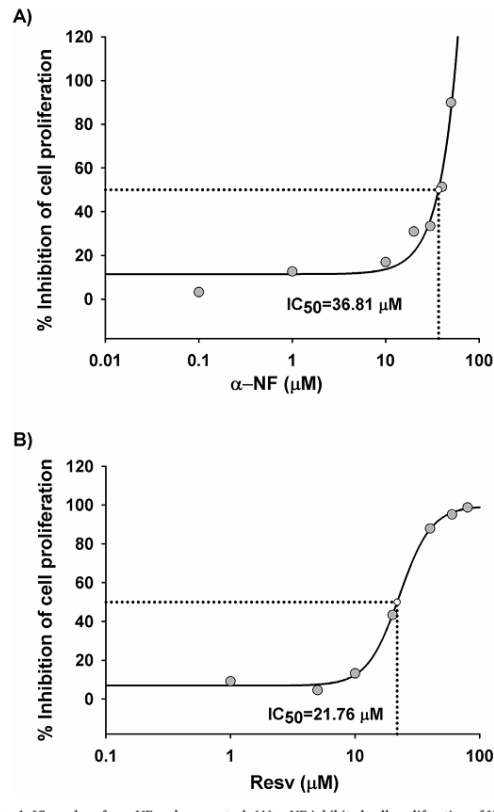 A)
120
100
80
60
40
20
0
% Inhibition of cell proliferation
IC50=36.81 μM
0.01 0.1 1 10 100
α–NF (μM)
B)
120
100
80
60
40
20
0
% Inhibition of cell proliferation
IC50=21.76 μM
0.1 1 10 100
Resv (μM)